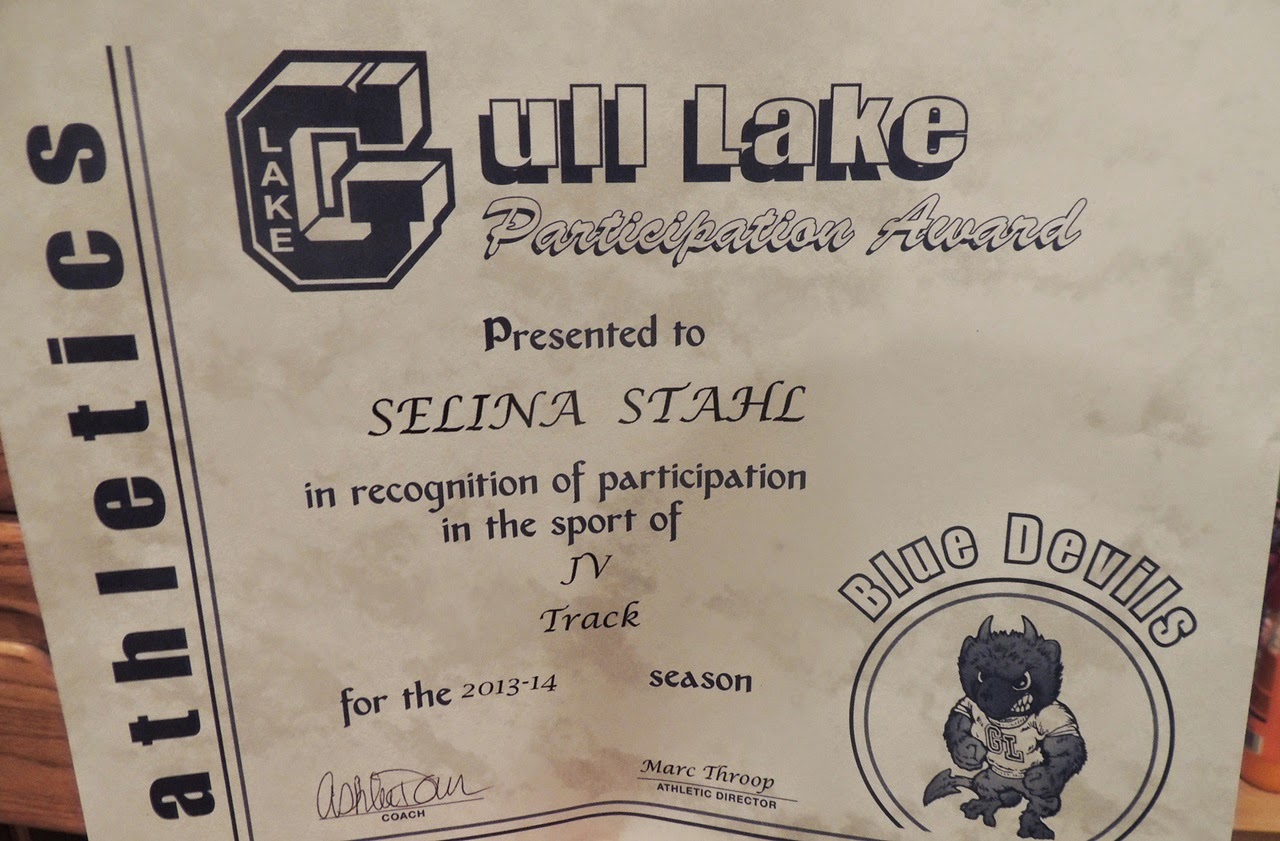 athletics
LAKE
Gull Lake
Participation Award
Presented to
SELINA STAHL
in recognition of participation
in the sport of
JV
Track
for the 2013-14 season
COACH
Marc Throop
ATHLETIC DIRECTOR
Blue Devils
GL